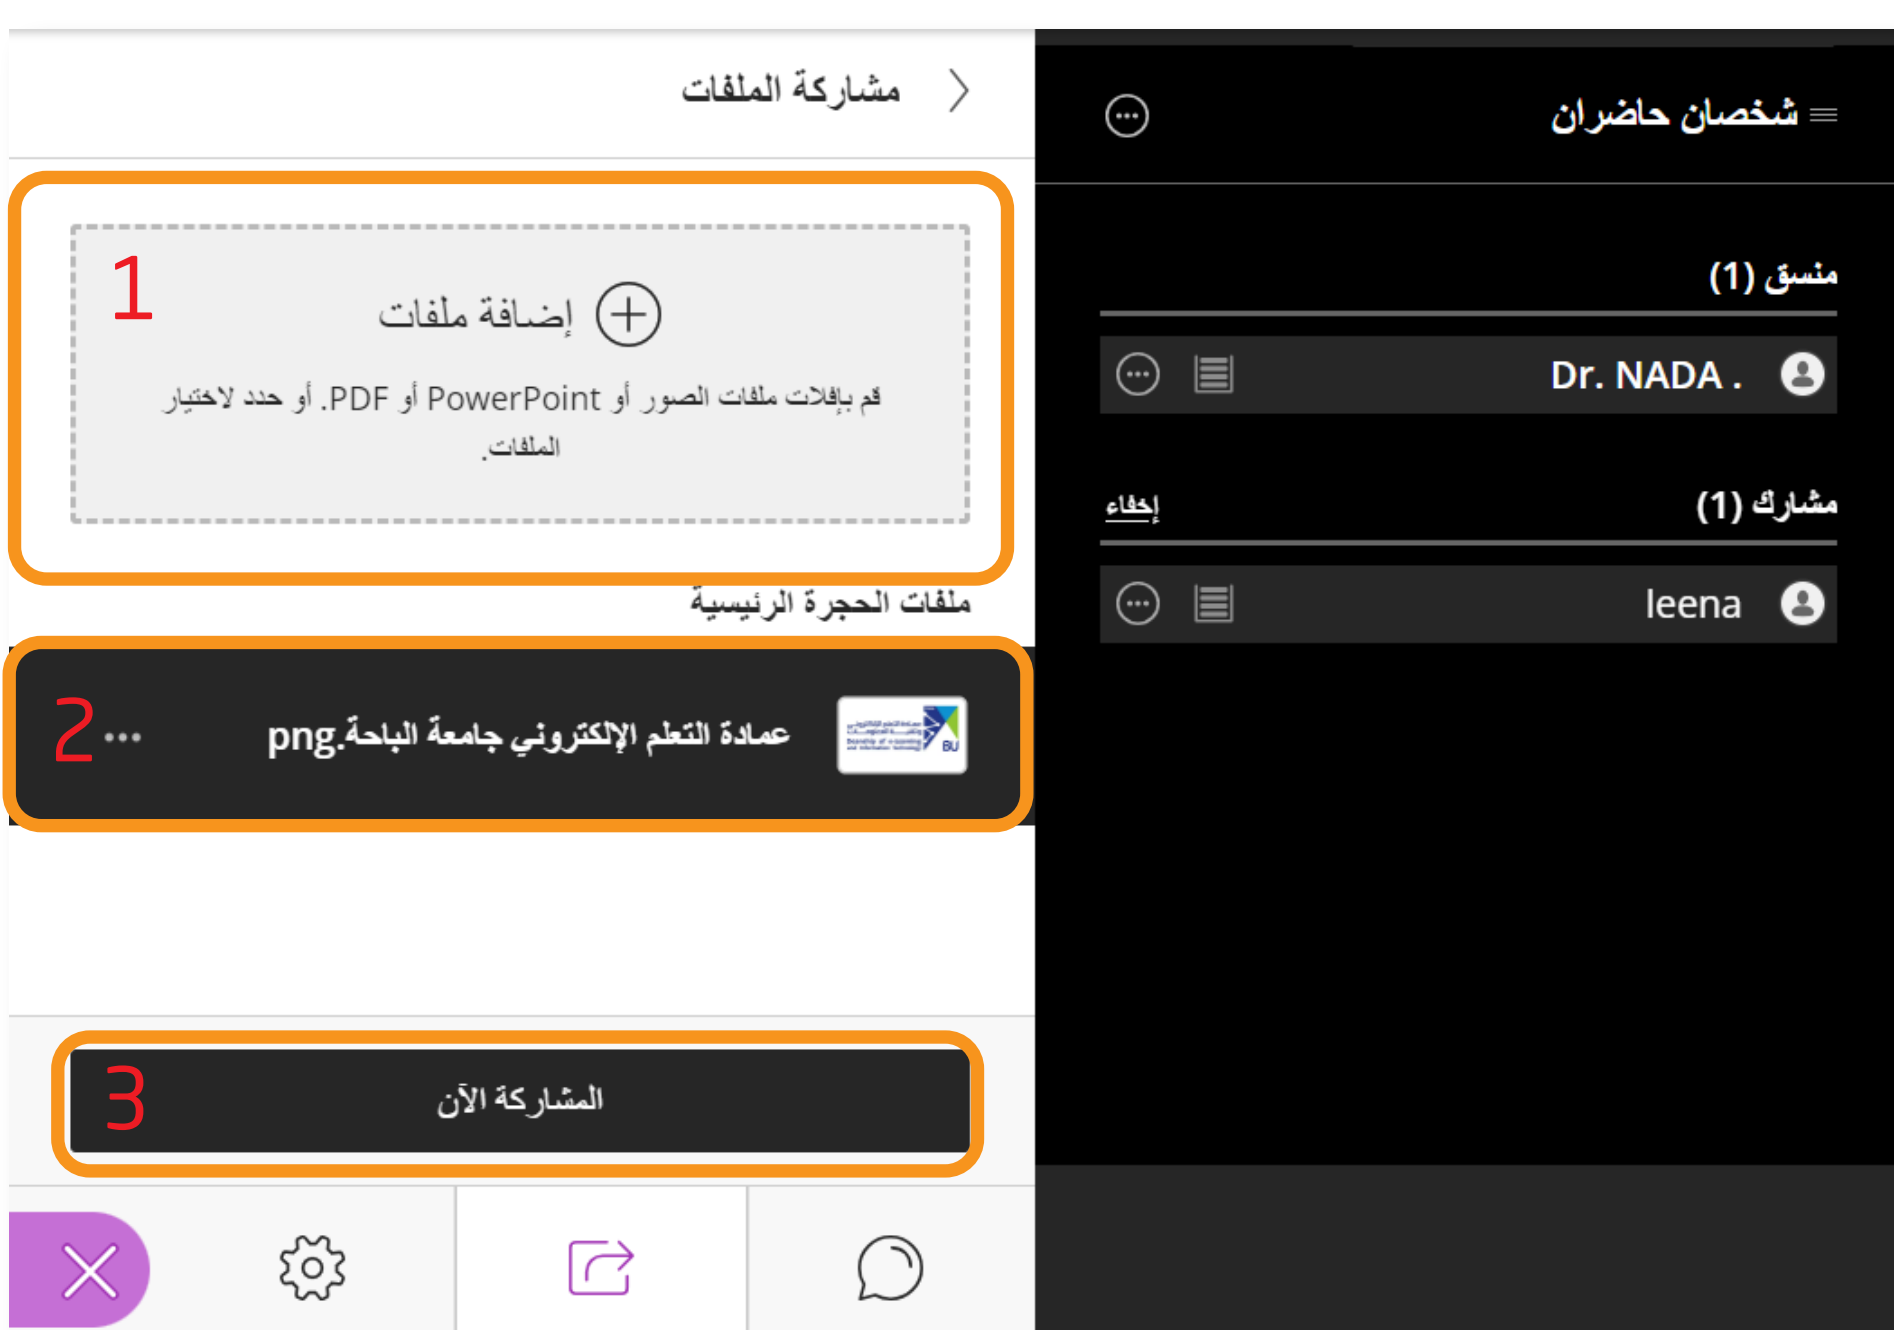 شخصان حاضران
منسق (1)
Dr. NADA .
مشارك (1)
إخفاء
leena
مشاركة الملفات
1
إضافة ملفات
قم بإفلات ملفات الصور أو PowerPoint أو PDF. أو حدد لاختيار
الملفات.
ملفات الحجرة الرئيسية
2
عمادة التعلم الإلكتروني جامعة الباحة.png
BU
3
المشاركة الآن